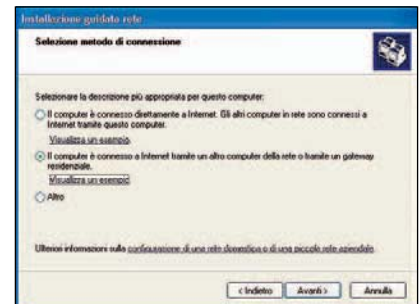 Installazione guidata rete
Selezione metodo di connessione
Selezionare la descrizione più appropriata per questo computer:
Il computer è connesso direttamente a Internet. Gli altri computer in rete sono connessi a
Internet tramite questo computer.
Visualizza un esempio.
Il computer è connesso a Internet tramite un altro computer della rete o tramite un gateway
residenziale.
Visualizza un esempio
Altro
Ulteriori informazioni sulla configurazione di una rete domestica o di una piccola rete aziendale.
< Indietro
Avanti >
Annulla